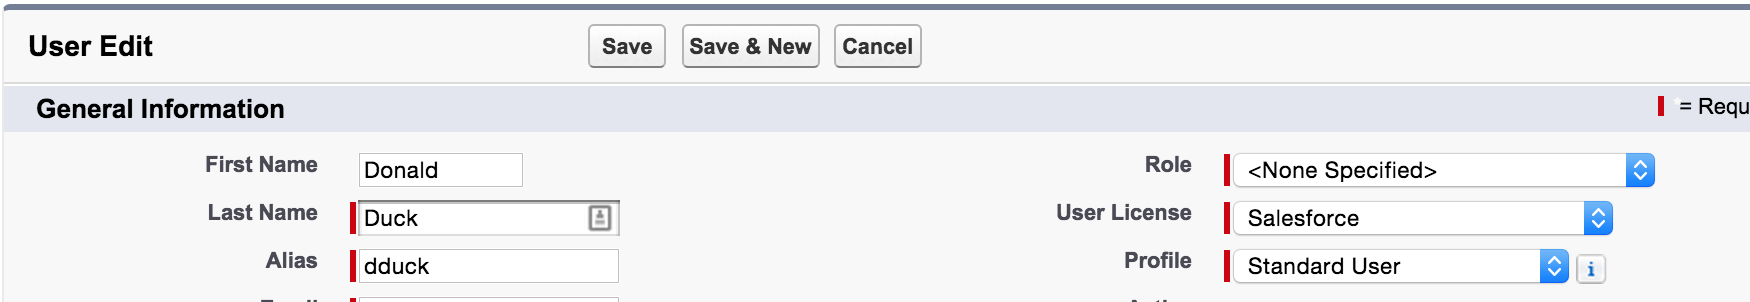 User Edit
Save
Save & New
Cancel
General Information
= Requ
First Name
Donald
Role
<None Specified>
Last Name
Duck
User License
Salesforce
Alias
dduck
Profile
Standard User
i